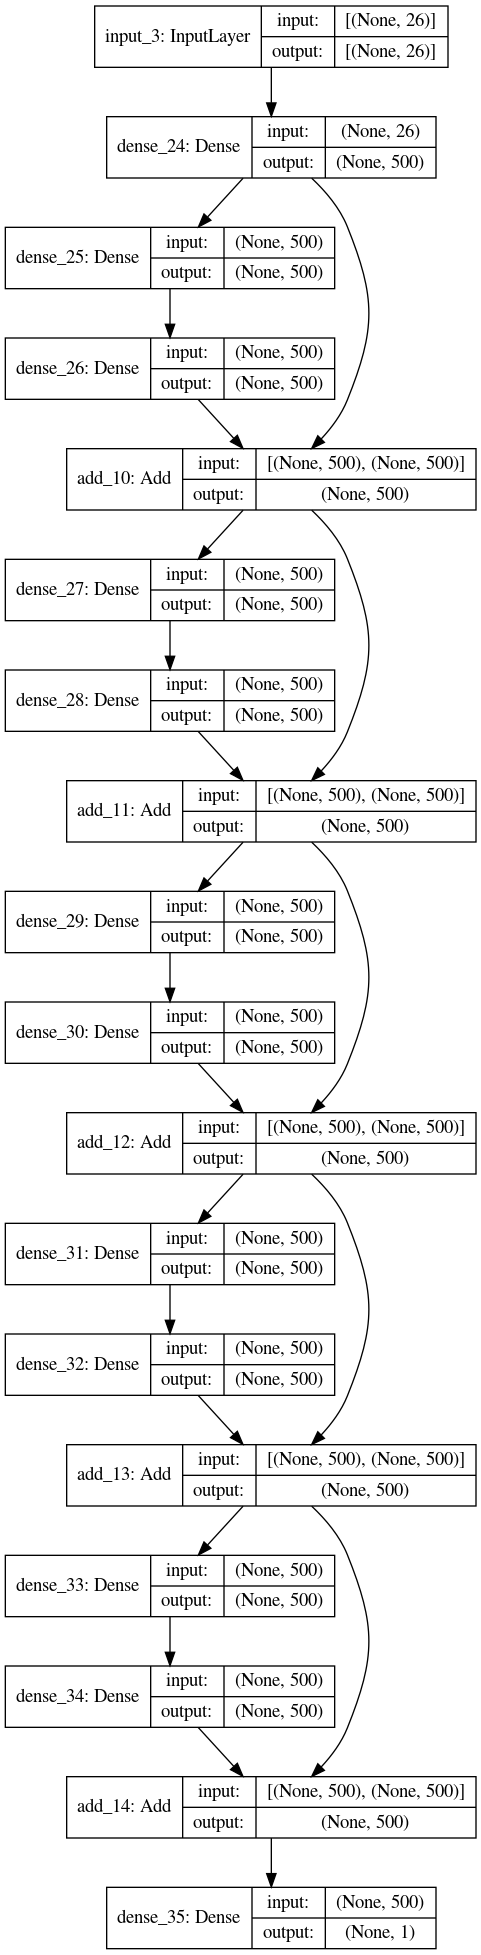 input_3: InputLayer
input: [(None, 26)]
output: [(None, 26)]
dense_24: Dense
input: (None, 26)
output: (None, 500)
dense_25: Dense
input: (None, 500)
output: (None, 500)
dense_26: Dense
input: (None, 500)
output: (None, 500)
add_10: Add
input: [(None, 500), (None, 500)]
output: (None, 500)
dense_27: Dense
input: (None, 500)
output: (None, 500)
dense_28: Dense
input: (None, 500)
output: (None, 500)
add_11: Add
input: [(None, 500), (None, 500)]
output: (None, 500)
dense_29: Dense
input: (None, 500)
output: (None, 500)
dense_30: Dense
input: (None, 500)
output: (None, 500)
add_12: Add
input: [(None, 500), (None, 500)]
output: (None, 500)
dense_31: Dense
input: (None, 500)
output: (None, 500)
dense_32: Dense
input: (None, 500)
output: (None, 500)
add_13: Add
input: [(None, 500), (None, 500)]
output: (None, 500)
dense_33: Dense
input: (None, 500)
output: (None, 500)
dense_34: Dense
input: (None, 500)
output: (None, 500)
add_14: Add
input: [(None, 500), (None, 500)]
output: (None, 500)
dense_35: Dense
input: (None, 500)
output: (None, 1)